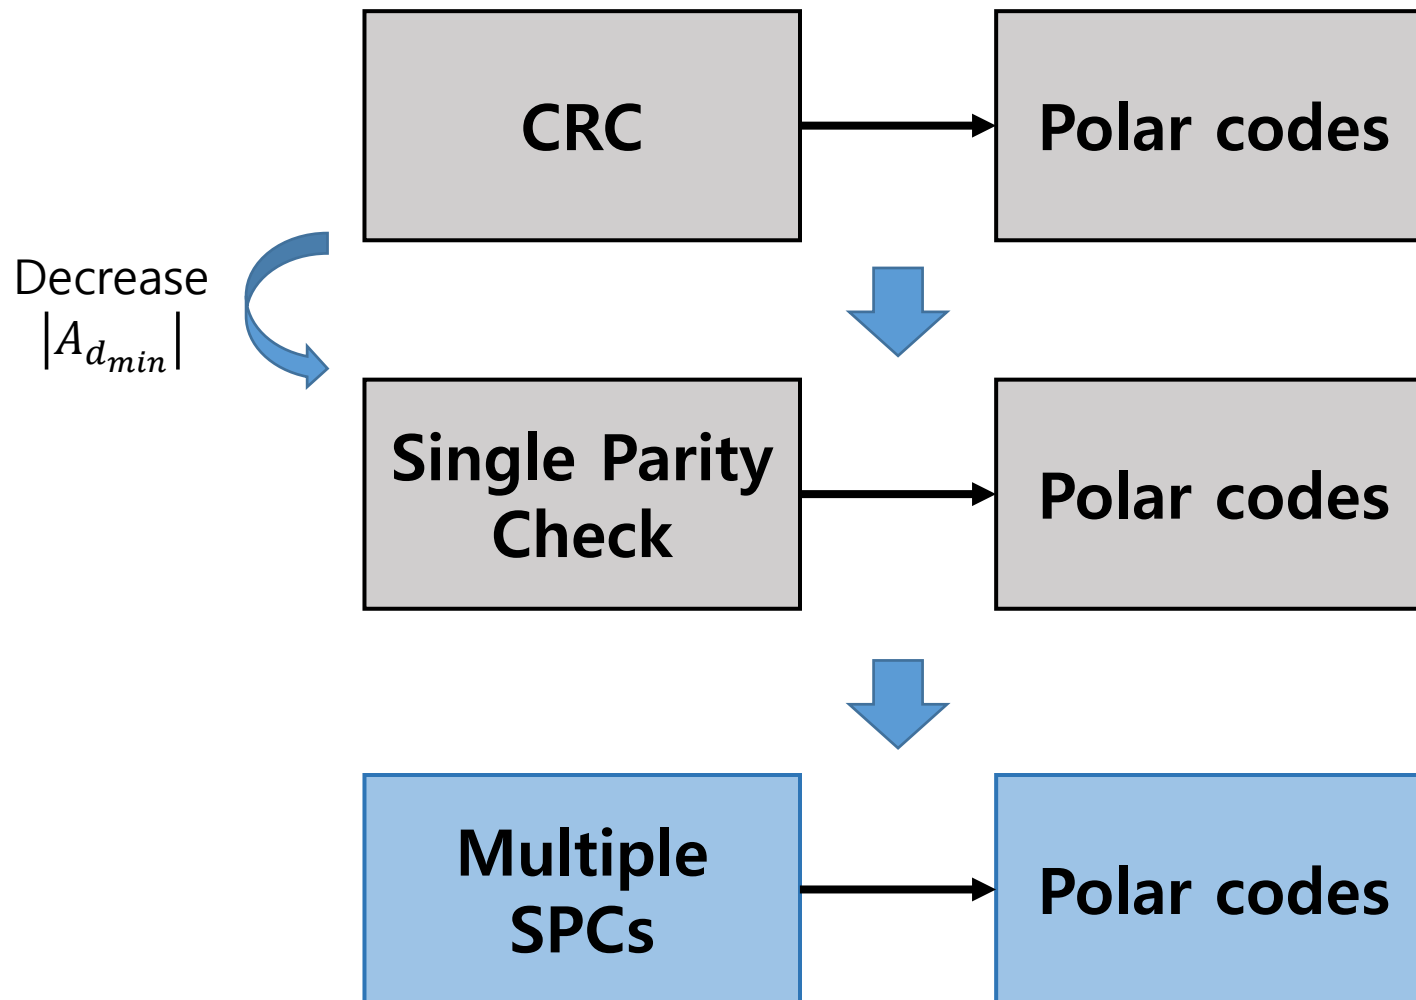 CRC
Polar codes
Decrease
|A_{d_{min}}|
Single Parity
Check
Polar codes
Multiple
SPCs
Polar codes